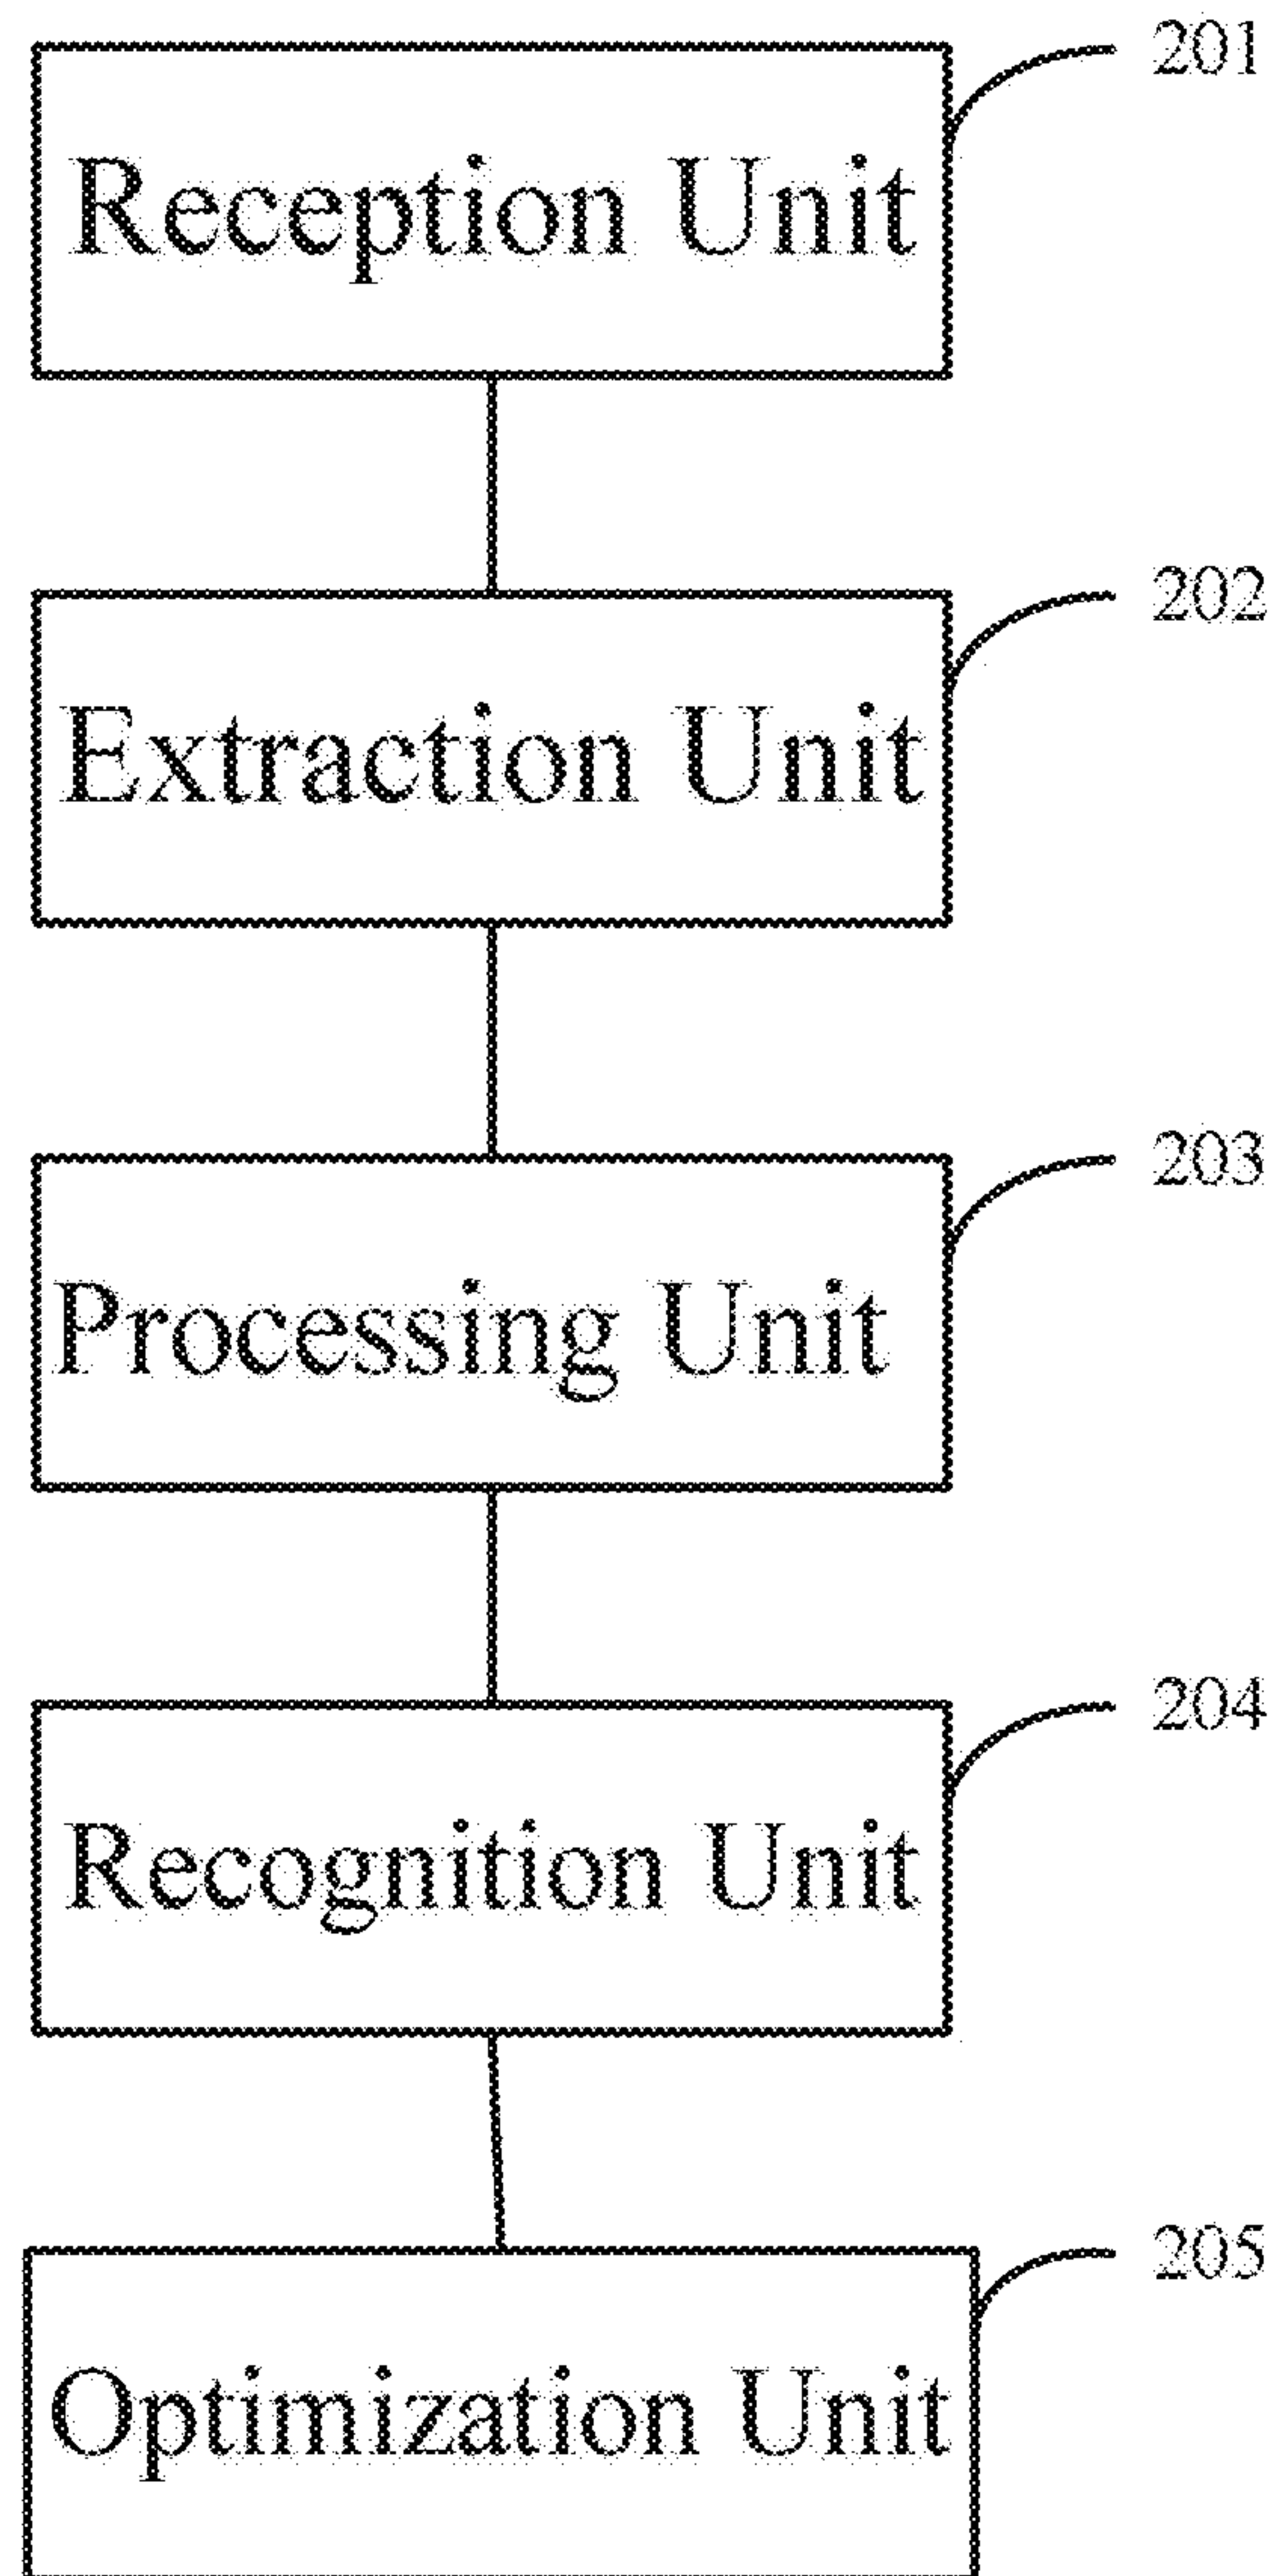 201
Reception Unit
202
Extraction Unit
203
Processing Unit
204
Recognition Unit
205
Optimization Unit